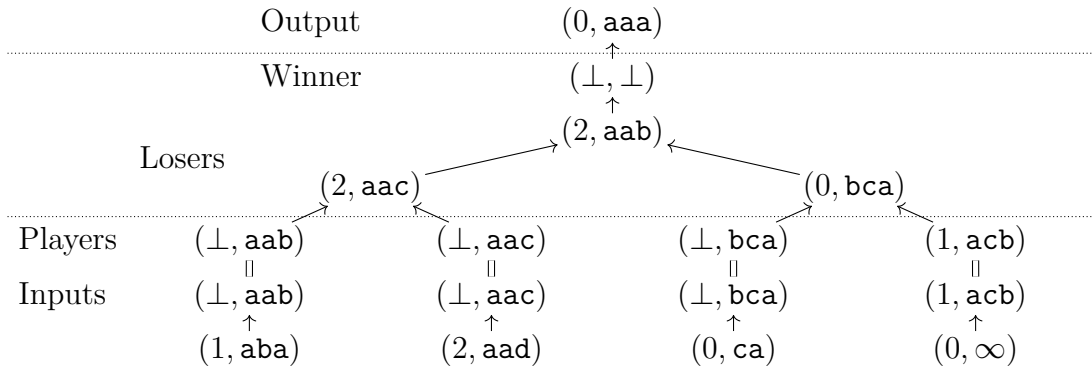 Output (0, aaa)
Winner (⊥, ⊥)
(2, aab)
Losers
(2, aac) (0, bca)
Players (⊥, aab) (⊥, aac) (⊥, bca) (1, acb)
Inputs (⊥, aab) (⊥, aac) (⊥, bca) (1, acb)
(1, aba) (2, aad) (0, ca) (0, ∞)